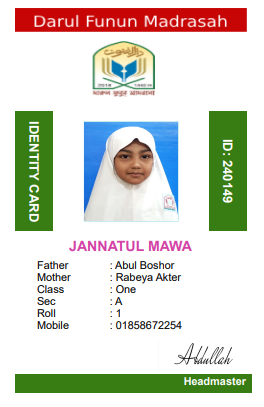 Darul Funun Madrasah
IDENTITY CARD
ID: 240149
JANNATUL MAWA
Father : Abul Boshor
Mother : Rabeya Akter
Class : One
Sec : A
Roll : 1
Mobile : 01858672254
Abdullah
Headmaster